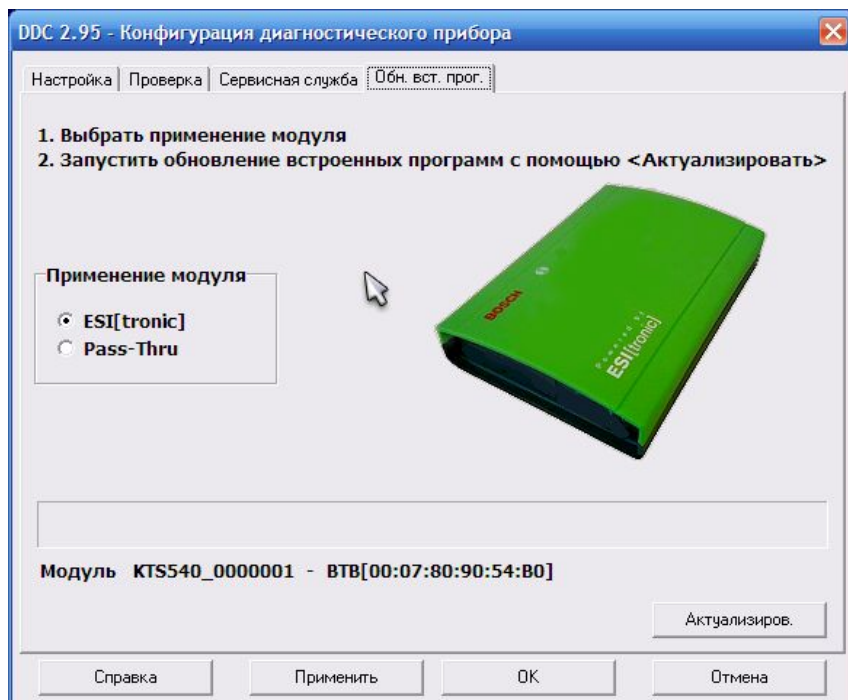 DDC 2.95 - Конфигурация диагностического прибора
Настройка Проверка Сервисная служба Обн. вст. прог.
1. Выбрать применение модуля
2. Запустить обновление встроенных программ с помощью <Актуализировать>
Применение модуля
ESI[tronic]
Pass-Thru
BOSCH
Powered by
ESI[tronic]
Модуль KTS540_0000001 - BTB[00:07:80:90:54:B0]
Актуализиров.
Справка Применить OK Отмена